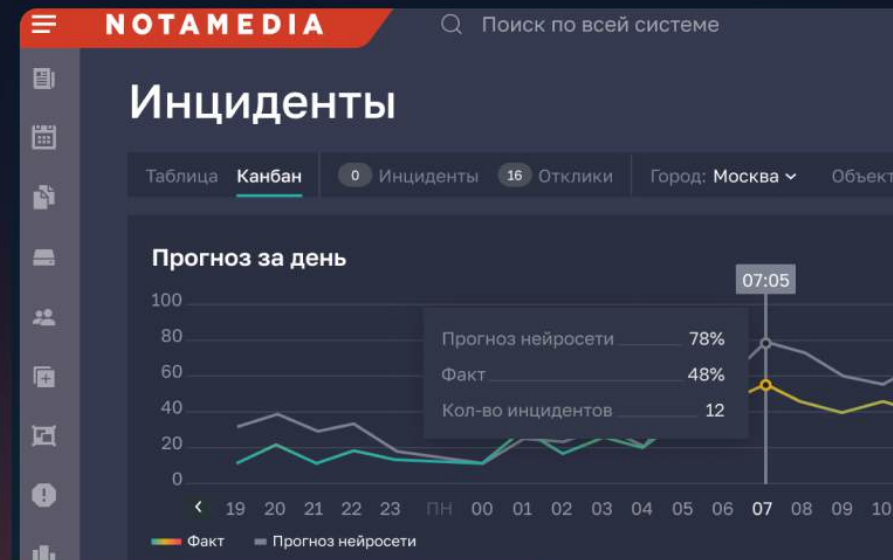 NOTAMEDIA Поиск по всей системе
Инциденты
Таблица Канбан 0 Инциденты 16 Отклики Город: Москва Объект
Прогноз за день
07:05
100
80
60
40
20
0
Прогноз нейросети 78%
Факт 48%
Кол-во инцидентов 12
19 20 21 22 23 ПН 00 01 02 03 04 05 06 07 08 09 10
Факт Прогноз нейросети